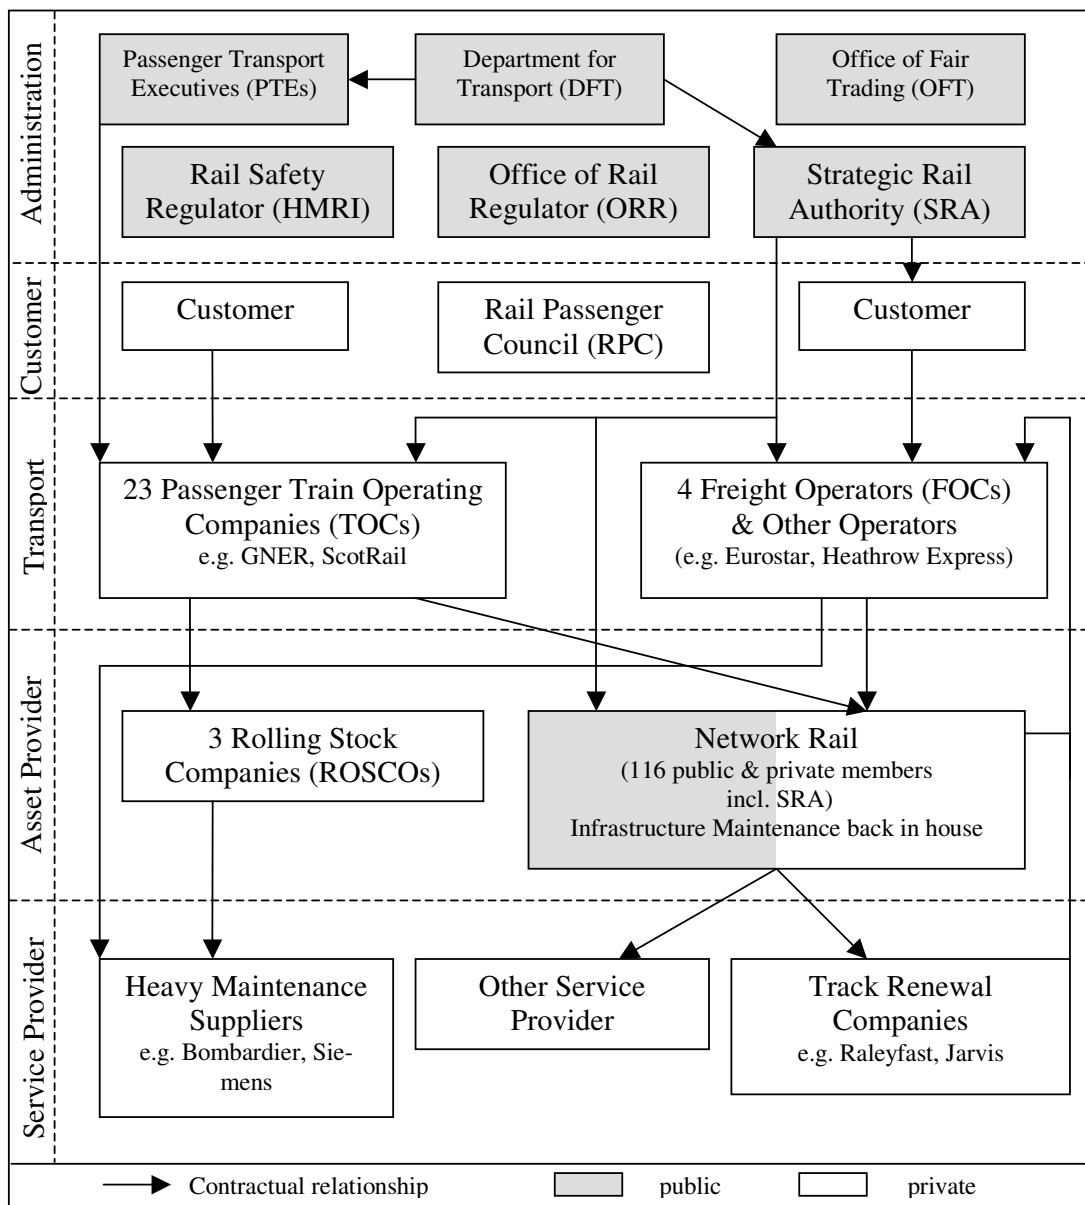 Administration
Passenger Transport
Executives (PTEs)
Department for
Transport (DFT)
Office of Fair
Trading (OFT)
Rail Safety
Regulator (HMRI)
Office of Rail
Regulator (ORR)
Strategic Rail
Authority (SRA)
Customer
Customer
Rail Passenger
Council (RPC)
Customer
Transport
23 Passenger Train Operating
Companies (TOCs)
e.g. GNER, ScotRail
4 Freight Operators (FOCs)
& Other Operators
(e.g. Eurostar, Heathrow Express)
Asset Provider
3 Rolling Stock
Companies (ROSCOs)
Network Rail
(116 public & private members
incl. SRA)
Infrastructure Maintenance back in house
Service Provider
Heavy Maintenance
Suppliers
e.g. Bombardier, Sie-
mens
Other Service
Provider
Track Renewal
Companies
e.g. Raleyfast, Jarvis
Contractual relationship
public
private